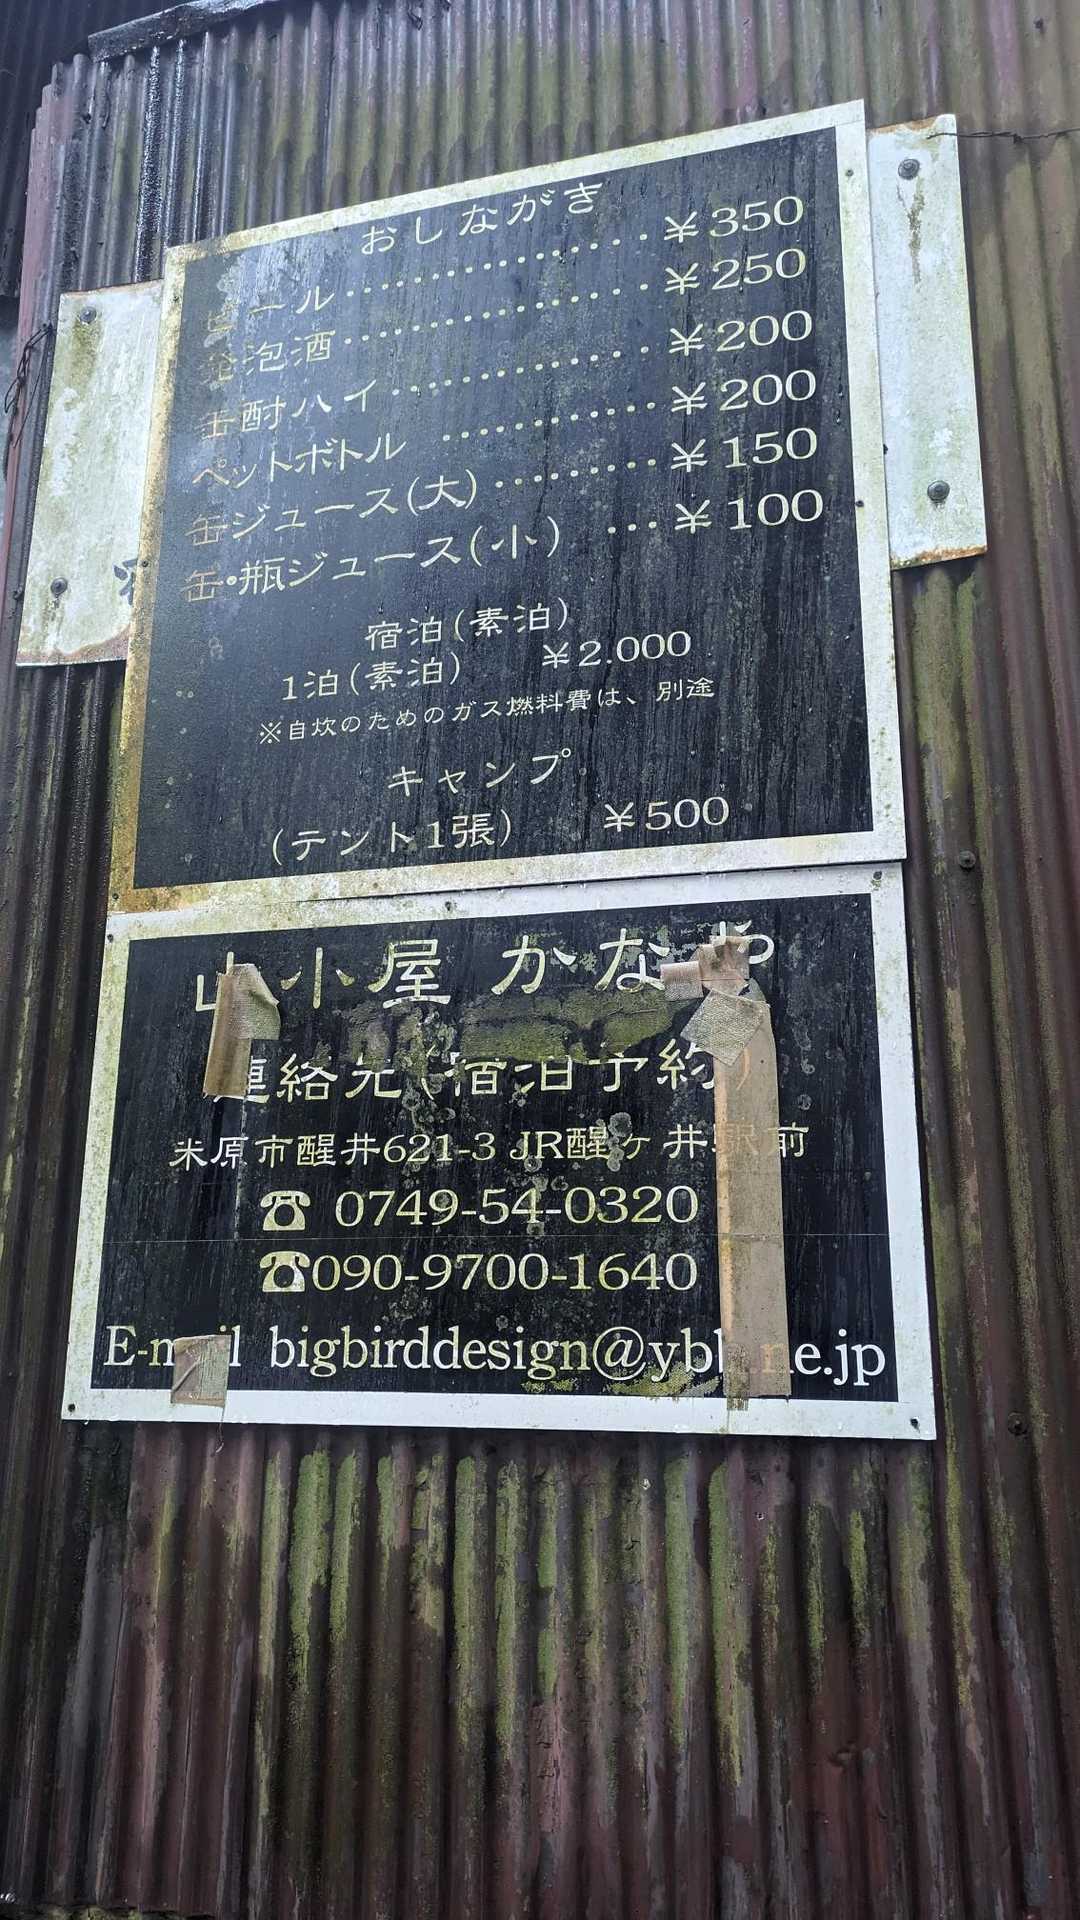 おしながき
ビール……………………¥350
発泡酒……………………¥250
缶酎ハイ…………………¥200
ペットボトル ……………¥200
缶ジュース(大)…………¥150
缶・瓶ジュース(小) …¥100
宿泊(素泊)
1泊(素泊) ¥2.000
※自炊のためのガス燃料費は、別途
キャンプ
(テント1張) ¥500
山小屋 かなや
連絡先(宿泊予約)
米原市醒井621-3 JR醒ヶ井駅前
☎ 0749-54-0320
☎090-9700-1640
E-mail bigbirddesign@ybb.ne.jp